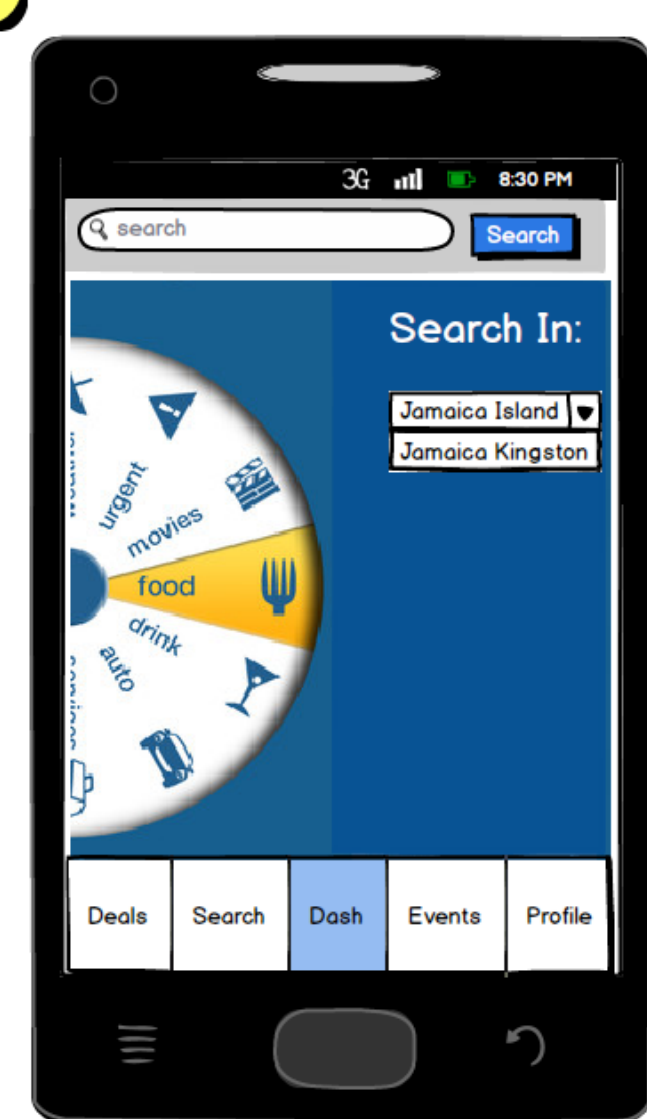 3G 8:30 PM
search Search
Search In:
Jamaica Island
Jamaica Kingston
urgent
movies
food
drink
auto
Deals Search Dash Events Profile